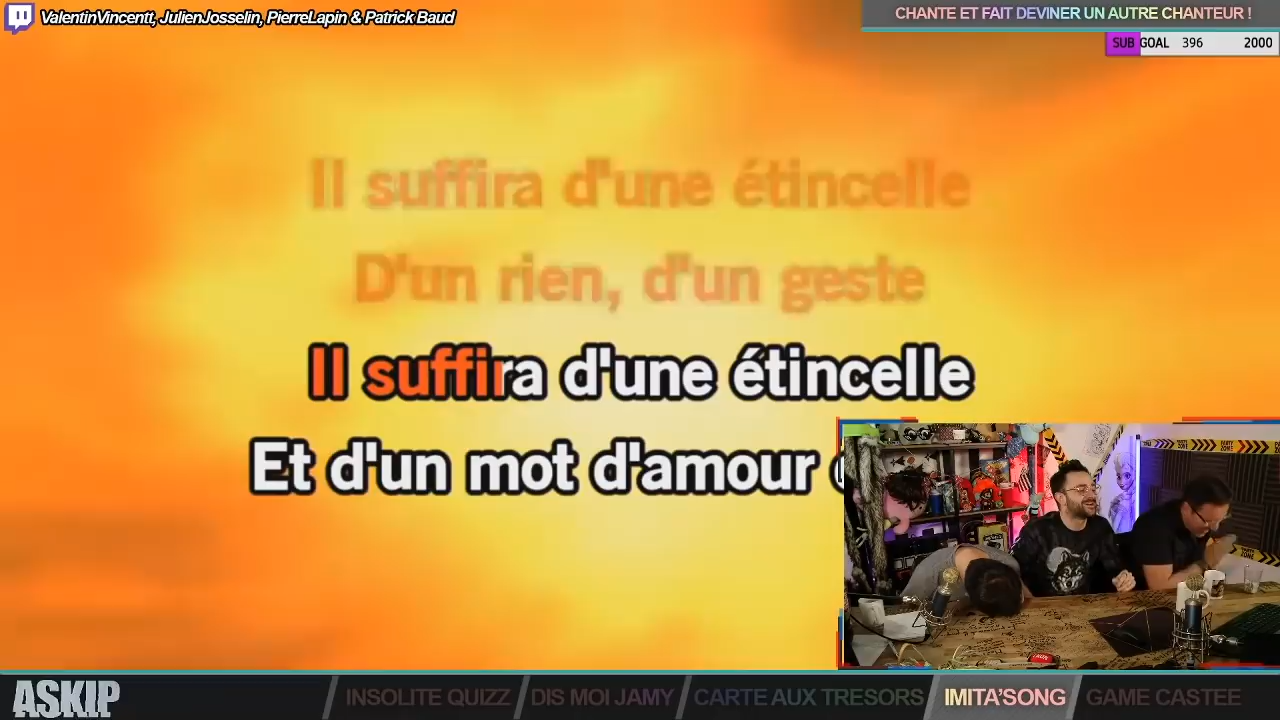 ValentinVincentt, JulienJosselin, PierreLapin & Patrick Baud
CHANTE ET FAIT DEVINER UN AUTRE CHANTEUR !
SUB GOAL 396 2000
Il suffira d'une étincelle
D'un rien, d'un geste
Il suffira d'une étincelle
Et d'un mot d'amour
ASKIP
INSOLITE QUIZZ
DIS MOI JAMY
CARTE AUX TRESORS
IMITA'SONG
GAME CASTEE